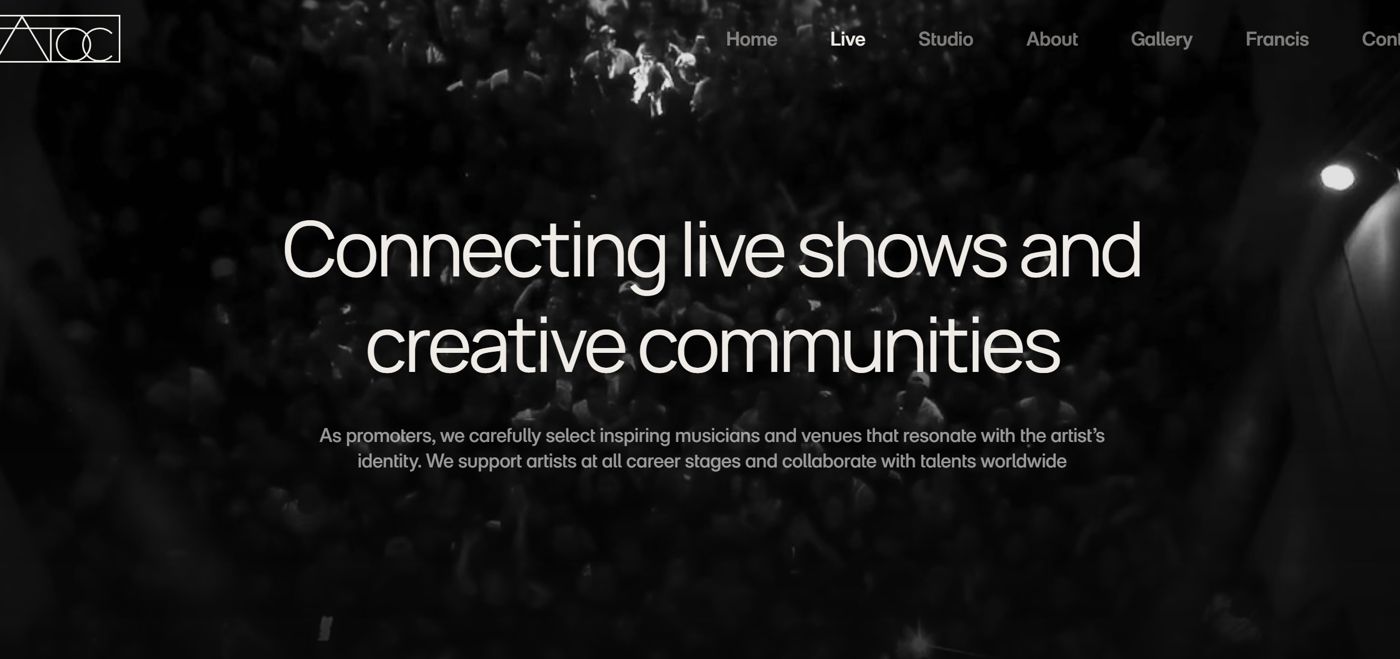 ATOC
Home Live Studio About Gallery Francis
Connecting live shows and
creative communities
As promoters, we carefully select inspiring musicians and venues that resonate with the artist’s
identity. We support artists at all career stages and collaborate with talents worldwide